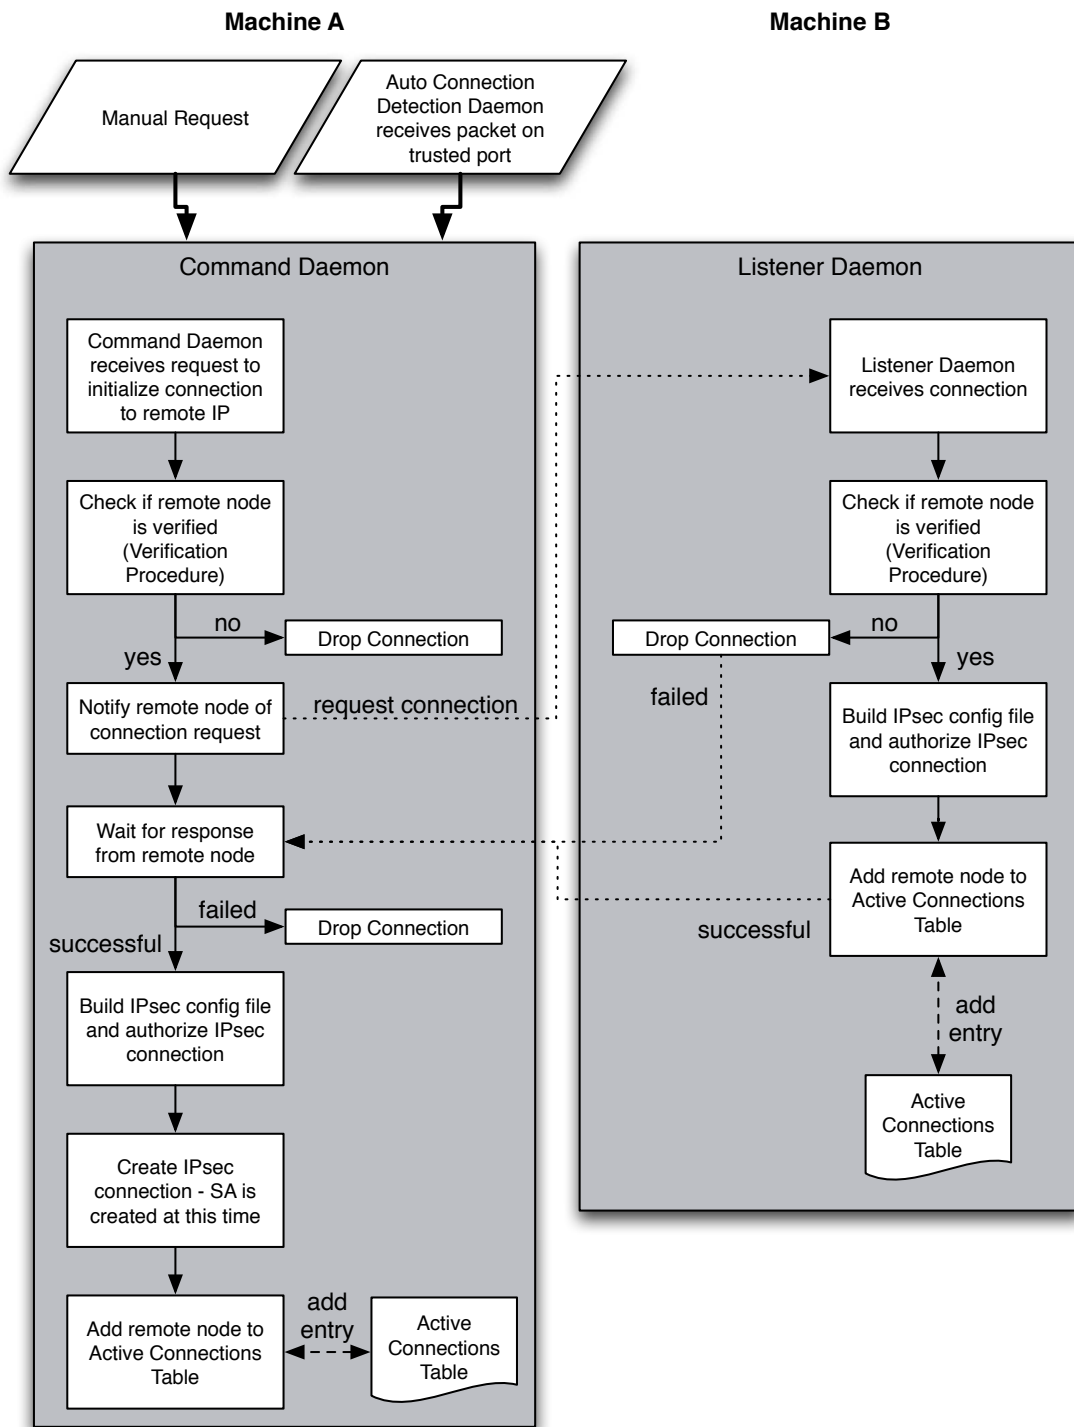 Machine A
Machine B
Manual Request
Auto Connection
Detection Daemon
receives packet on
trusted port
Command Daemon
Command Daemon
receives request to
initialize connection
to remote IP
Check if remote node
is verified
(Verification
Procedure)
no
Drop Connection
yes
Notify remote node of
connection request
request connection
Wait for response
from remote node
failed
Drop Connection
successful
Build IPsec config file
and authorize IPsec
connection
Create IPsec
connection - SA is
created at this time
Add remote node to
Active Connections
Table
add
entry
Active
Connections
Table
Listener Daemon
Listener Daemon
receives connection
Check if remote node
is verified
(Verification
Procedure)
no
Drop Connection
failed
yes
Build IPsec config file
and authorize IPsec
connection
Add remote node to
Active Connections
Table
successful
add
entry
Active
Connections
Table